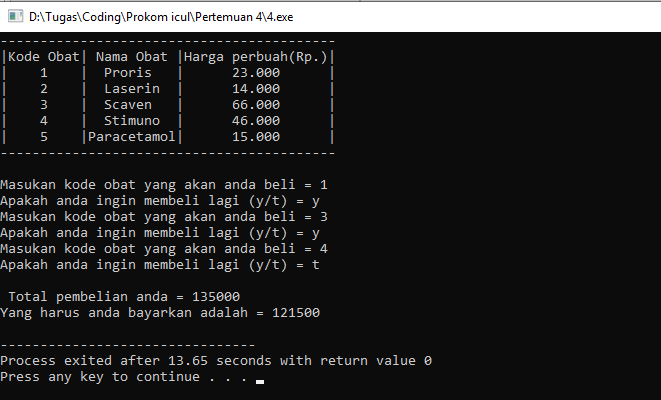 D:\Tugas\Coding\Prokom icul\Pertemuan 4\4.exe
------------------------------------------
|Kode Obat| Nama Obat |Harga perbuah(Rp.)|
|    1    |  Proris   |      23.000      |
|    2    |  Laserin  |      14.000      |
|    3    |  Scaven   |      66.000      |
|    4    |  Stimuno  |      46.000      |
|    5    |Paracetamol|      15.000      |
------------------------------------------
Masukan kode obat yang akan anda beli = 1
Apakah anda ingin membeli lagi (y/t) = y
Masukan kode obat yang akan anda beli = 3
Apakah anda ingin membeli lagi (y/t) = y
Masukan kode obat yang akan anda beli = 4
Apakah anda ingin membeli lagi (y/t) = t
Total pembelian anda = 135000
Yang harus anda bayarkan adalah = 121500
--------------------------------
Process exited after 13.65 seconds with return value 0
Press any key to continue . . .